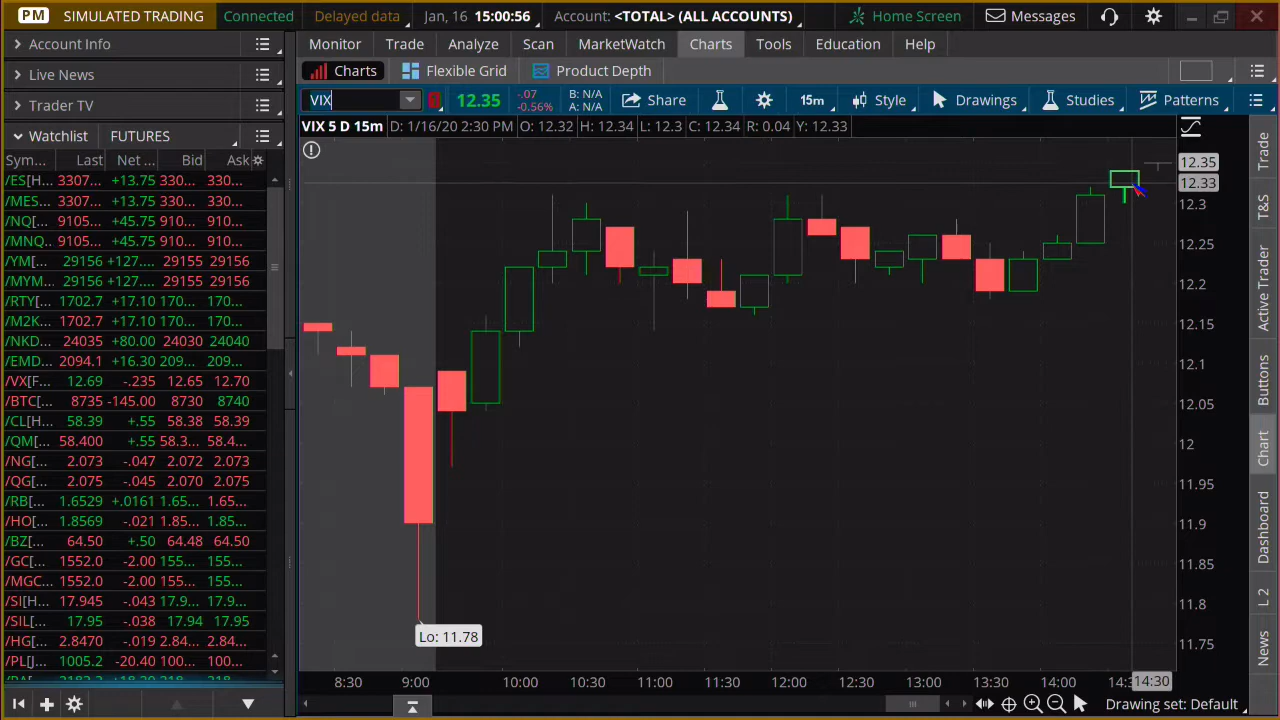 PM SIMULATED TRADING Connected Delayed data Jan, 16 15:00:56 Account: <TOTAL> (ALL ACCOUNTS) Home Screen Messages
Account Info
Live News
Trader TV
Watchlist FUTURES
Sym... Last Net ... Bid Ask
/ES[H... 3307... +13.75 330... 330...
/MES... 3307... +13.75 330... 330...
/NQ[... 9105... +45.75 910... 910...
/MNQ... 9105... +45.75 910... 910...
/YM[... 29156 +127.... 29155 29156
/MYM... 29156 +127.... 29155 29156
/RTY[... 1702.7 +17.10 170... 170...
/M2K... 1702.7 +17.10 170... 170...
/NKD... 24035 +80.00 24030 24040
/EMD... 2094.1 +16.30 209... 209...
/VX[F... 12.69 -.235 12.65 12.70
/BTC[... 8735 -145.00 8730 8740
/CL[H... 58.39 +.55 58.38 58.39
/QM[... 58.400 +.55 58.3... 58.4...
/NG[... 2.073 -.047 2.072 2.073
/QG[... 2.075 -.045 2.070 2.075
/RB[... 1.6529 +.0161 1.65... 1.65...
/HO[... 1.8569 -.021 1.85... 1.85...
/BZ[... 64.50 +.50 64.48 64.50
/GC[... 1552.0 -2.00 155... 155...
/MGC... 1552.0 -2.00 155... 155...
/SI[H... 17.945 -.043 17.9... 17.9...
/SIL[... 17.95 -.038 17.94 17.95
/HG[... 2.8470 -.019 2.84... 2.84...
/PL[J... 1005.2 -20.40 100... 100...
Monitor Trade Analyze Scan MarketWatch Charts Tools Education Help
Charts Flexible Grid Product Depth
VIX 12.35 -.07 B: N/A Share 15m Style Drawings Studies Patterns
-0.56% A: N/A
VIX 5 D 15m D: 1/16/20 2:30 PM O: 12.32 H: 12.34 L: 12.3 C: 12.34 R: 0.04 Y: 12.33
12.35
12.33
12.3
12.25
12.2
12.15
12.1
12.05
12
11.95
11.9
11.85
11.8
11.75
Lo: 11.78
8:30 9:00 10:00 10:30 11:00 11:30 12:00 12:30 13:00 13:30 14:00 14:3 14:30
Drawing set: Default
Trade
T&S
Active Trader
Buttons
Chart
Dashboard
L 2
News